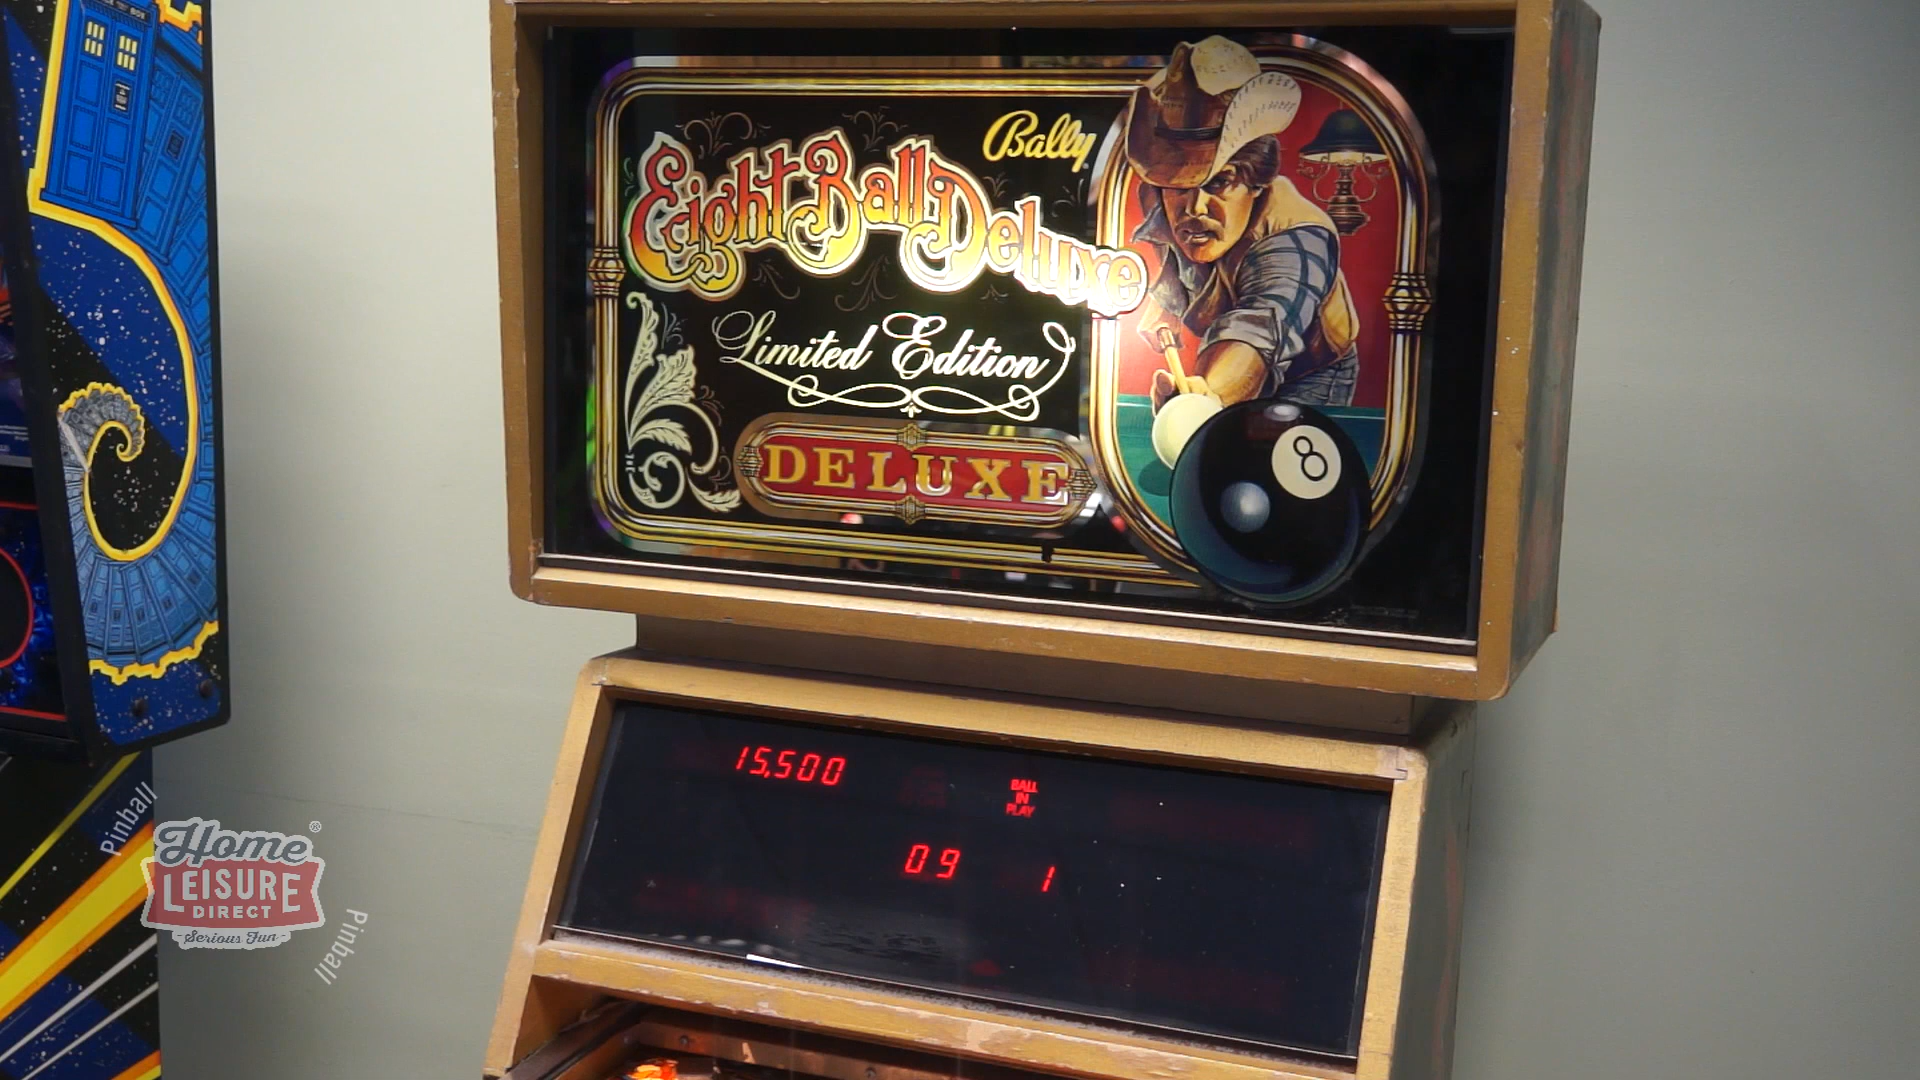 Bally
Eight Ball Deluxe
Limited Edition
DELUXE
8
15,500
BALL
IN
PLAY
09 1
Pinball
Home®
LEISURE
DIRECT
-Serious Fun-
Pinball